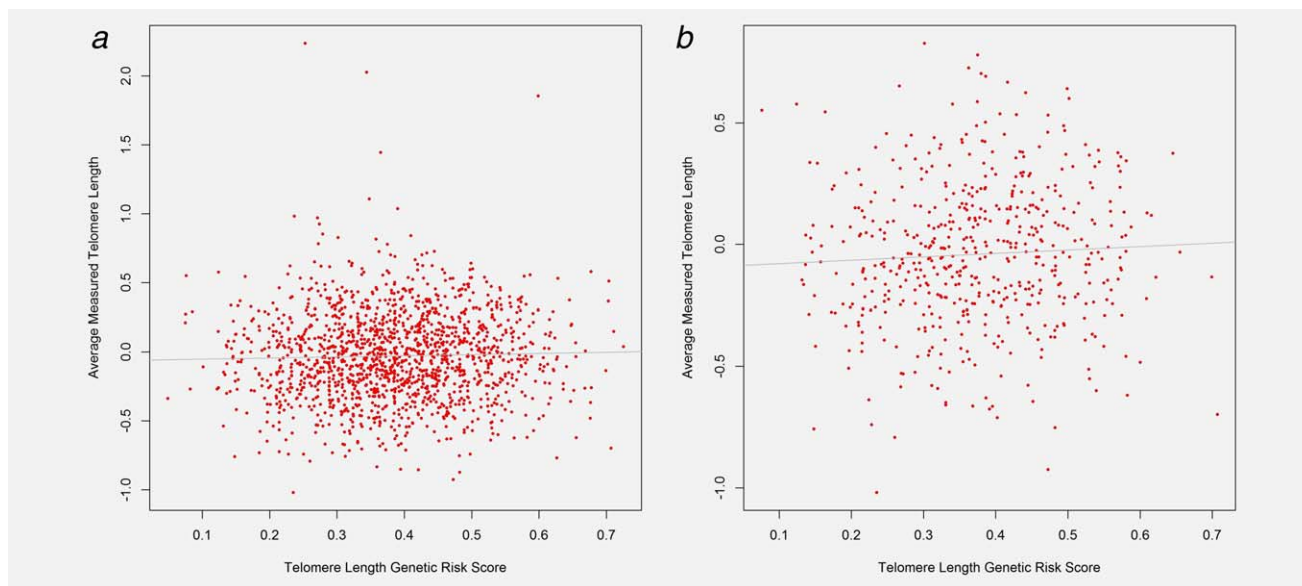 a
Average Measured Telomere Length
2.0
1.5
1.0
0.5
0.0
-0.5
-1.0
0.1 0.2 0.3 0.4 0.5 0.6 0.7
Telomere Length Genetic Risk Score
b
Average Measured Telomere Length
0.5
0.0
-0.5
-1.0
0.1 0.2 0.3 0.4 0.5 0.6 0.7
Telomere Length Genetic Risk Score